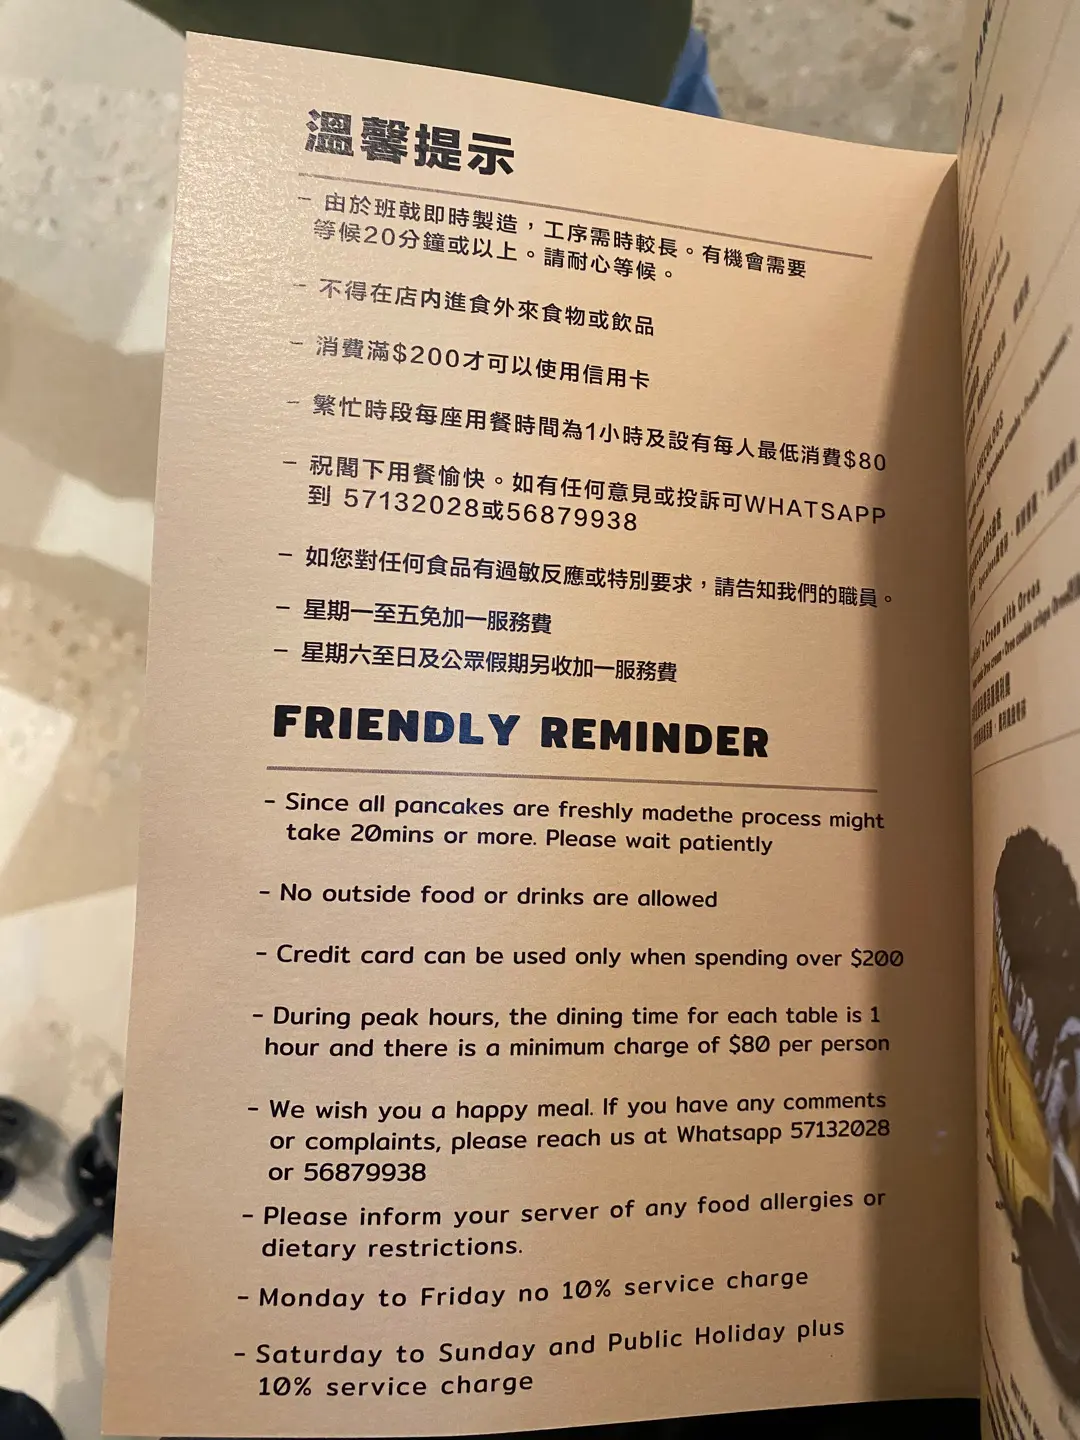 溫馨提示
– 由於班戟即時製造，工序需時較長。有機會需要
等候20分鐘或以上。請耐心等候。
– 不得在店內進食外來食物或飲品
– 消費滿$200才可以使用信用卡
– 繁忙時段每座用餐時間為1小時及設有每人最低消費$80
– 祝閣下用餐愉快。如有任何意見或投訴可WHATSAPP
到 57132028或56879938
– 如您對任何食品有過敏反應或特別要求，請告知我們的職員。
– 星期一至五免加一服務費
– 星期六至日及公眾假期另收加一服務費
FRIENDLY REMINDER
– Since all pancakes are freshly madethe process might
take 20mins or more. Please wait patiently
– No outside food or drinks are allowed
– Credit card can be used only when spending over $200
– During peak hours, the dining time for each table is 1
hour and there is a minimum charge of $80 per person
– We wish you a happy meal. If you have any comments
or complaints, please reach us at Whatsapp 57132028
or 56879938
– Please inform your server of any food allergies or
dietary restrictions.
– Monday to Friday no 10% service charge
– Saturday to Sunday and Public Holiday plus
10% service charge